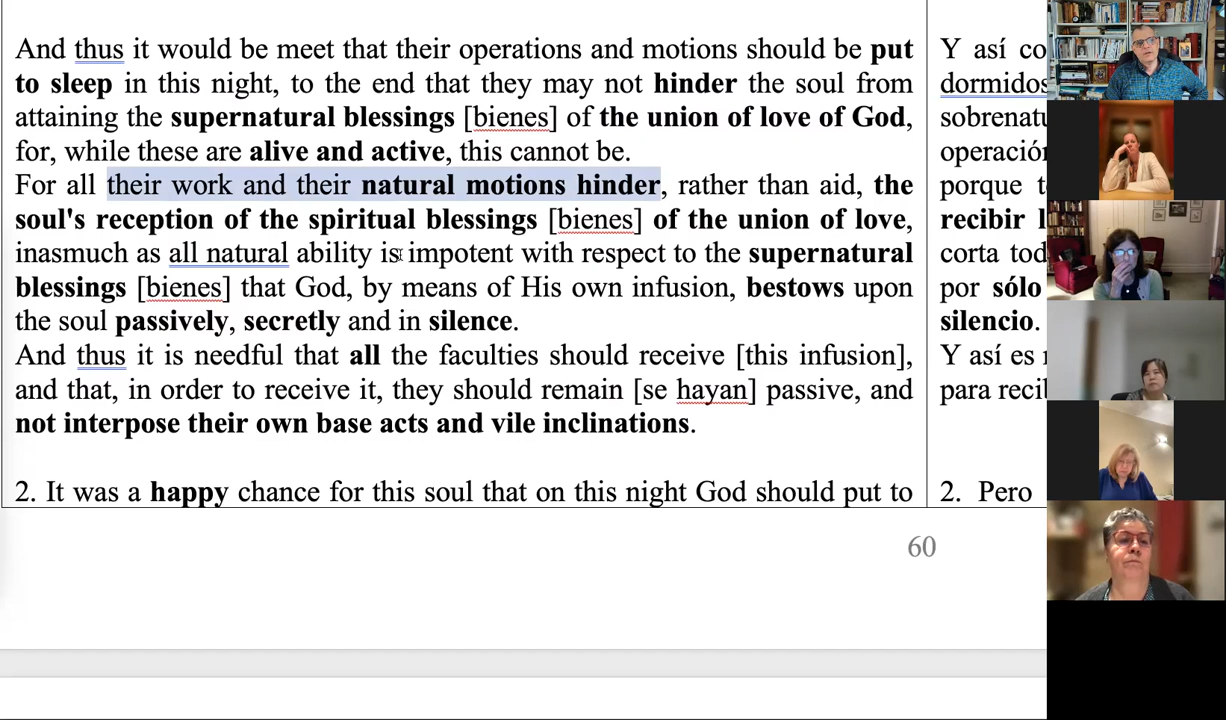 And thus it would be meet that their operations and motions should be put
to sleep in this night, to the end that they may not hinder the soul from
attaining the supernatural blessings [bienes] of the union of love of God,
for, while these are alive and active, this cannot be.
For all their work and their natural motions hinder, rather than aid, the
soul's reception of the spiritual blessings [bienes] of the union of love,
inasmuch as all natural ability is impotent with respect to the supernatural
blessings [bienes] that God, by means of His own infusion, bestows upon
the soul passively, secretly and in silence.
And thus it is needful that all the faculties should receive [this infusion],
and that, in order to receive it, they should remain [se hayan] passive, and
not interpose their own base acts and vile inclinations.
2. It was a happy chance for this soul that on this night God should put to
Y así co
dormidos
sobrenatu
operación
porque t
recibir l
corta tod
por sólo
silencio.
Y así es
para reci
2. Pero
60